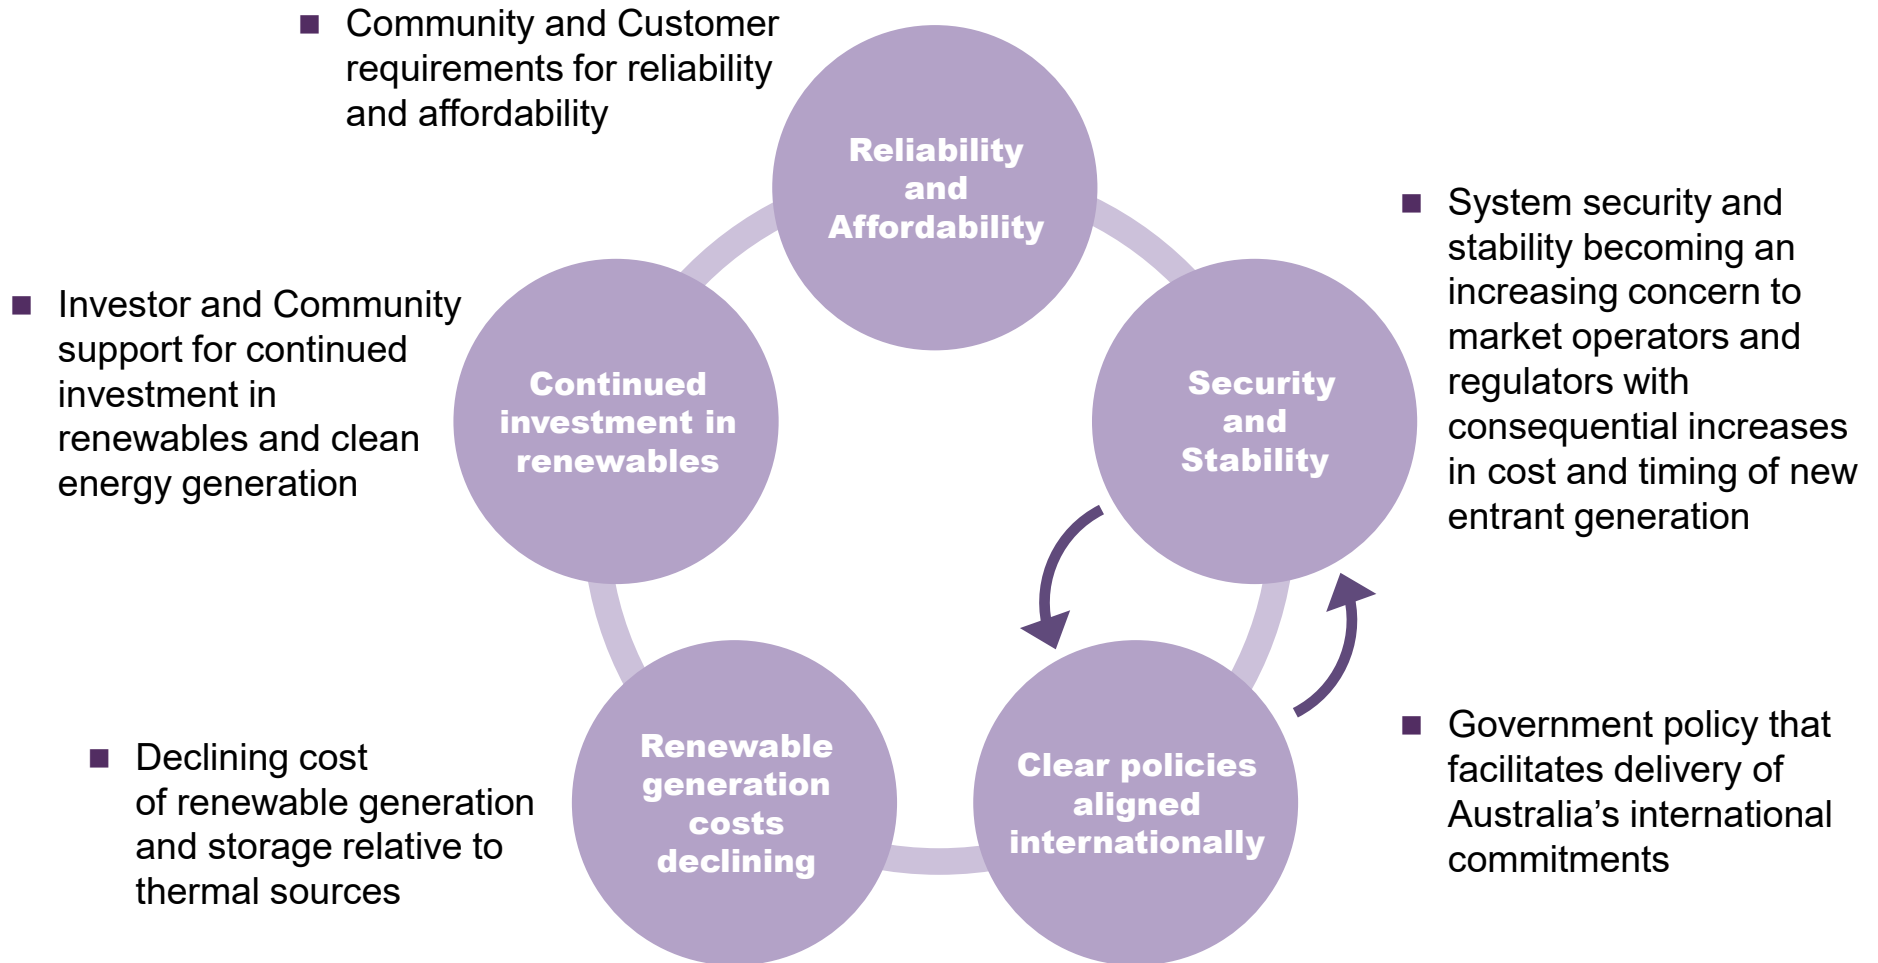 Community and Customer
requirements for reliability
and affordability
Reliability
and
Affordability
System security and
stability becoming an
increasing concern to
market operators and
regulators with
consequential increases
in cost and timing of new
entrant generation
Security
and
Stability
Investor and Community
support for continued
investment in
renewables and clean
energy generation
Continued
investment in
renewables
Declining cost
of renewable generation
and storage relative to
thermal sources
Renewable
generation
costs
declining
Clear policies
aligned
internationally
Government policy that
facilitates delivery of
Australia’s international
commitments